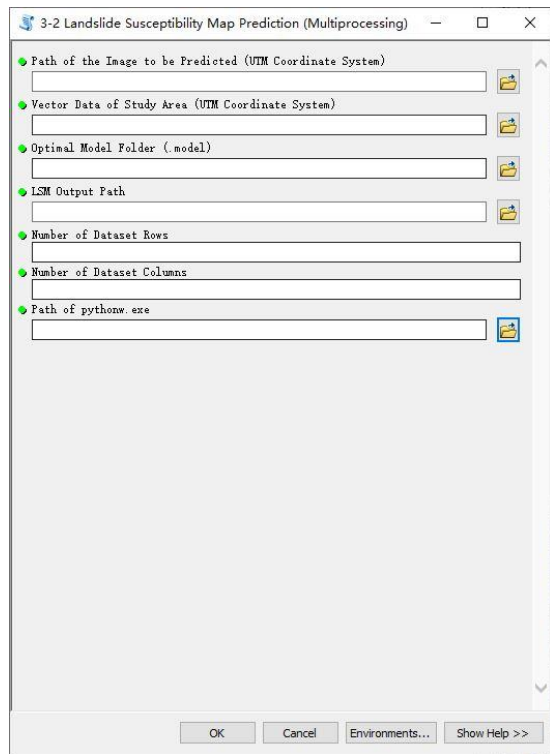 3-2 Landslide Susceptibility Map Prediction (Multiprocessing)
Path of the Image to be Predicted (UTM Coordinate System)
Vector Data of Study Area (UTM Coordinate System)
Optimal Model Folder (.model)
LSM Output Path
Number of Dataset Rows
Number of Dataset Columns
Path of pythonw.exe
OK Cancel Environments... Show Help >>